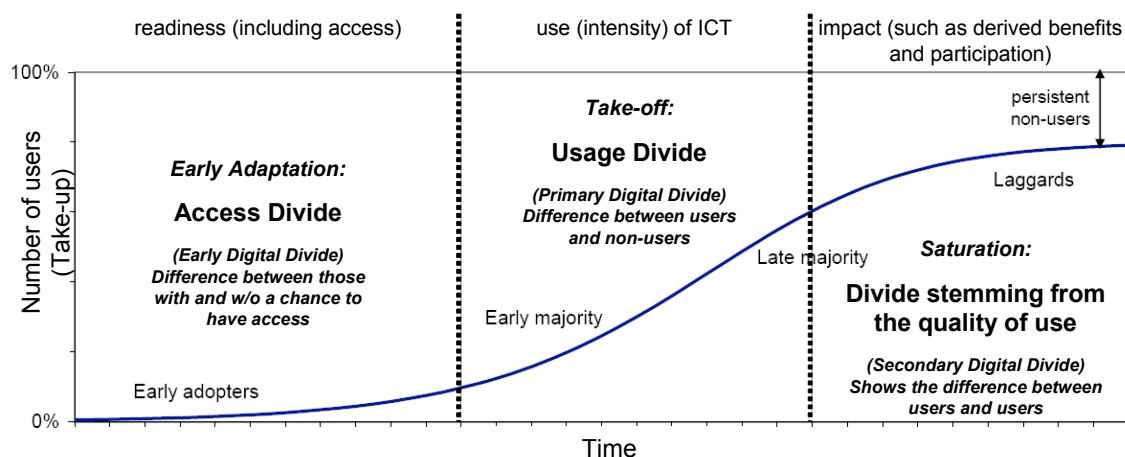 readiness (including access)
use (intensity) of ICT
impact (such as derived benefits
and participation)
100%
0%
Number of users
(Take-up)
Early Adaptation:
Access Divide
(Early Digital Divide)
Difference between those
with and w/o a chance to
have access
Early adopters
Take-off:
Usage Divide
(Primary Digital Divide)
Difference between users
and non-users
Early majority
Late majority
persistent
non-users
Laggards
Saturation:
Divide stemming from
the quality of use
(Secondary Digital Divide)
Shows the difference between
users and users
Time